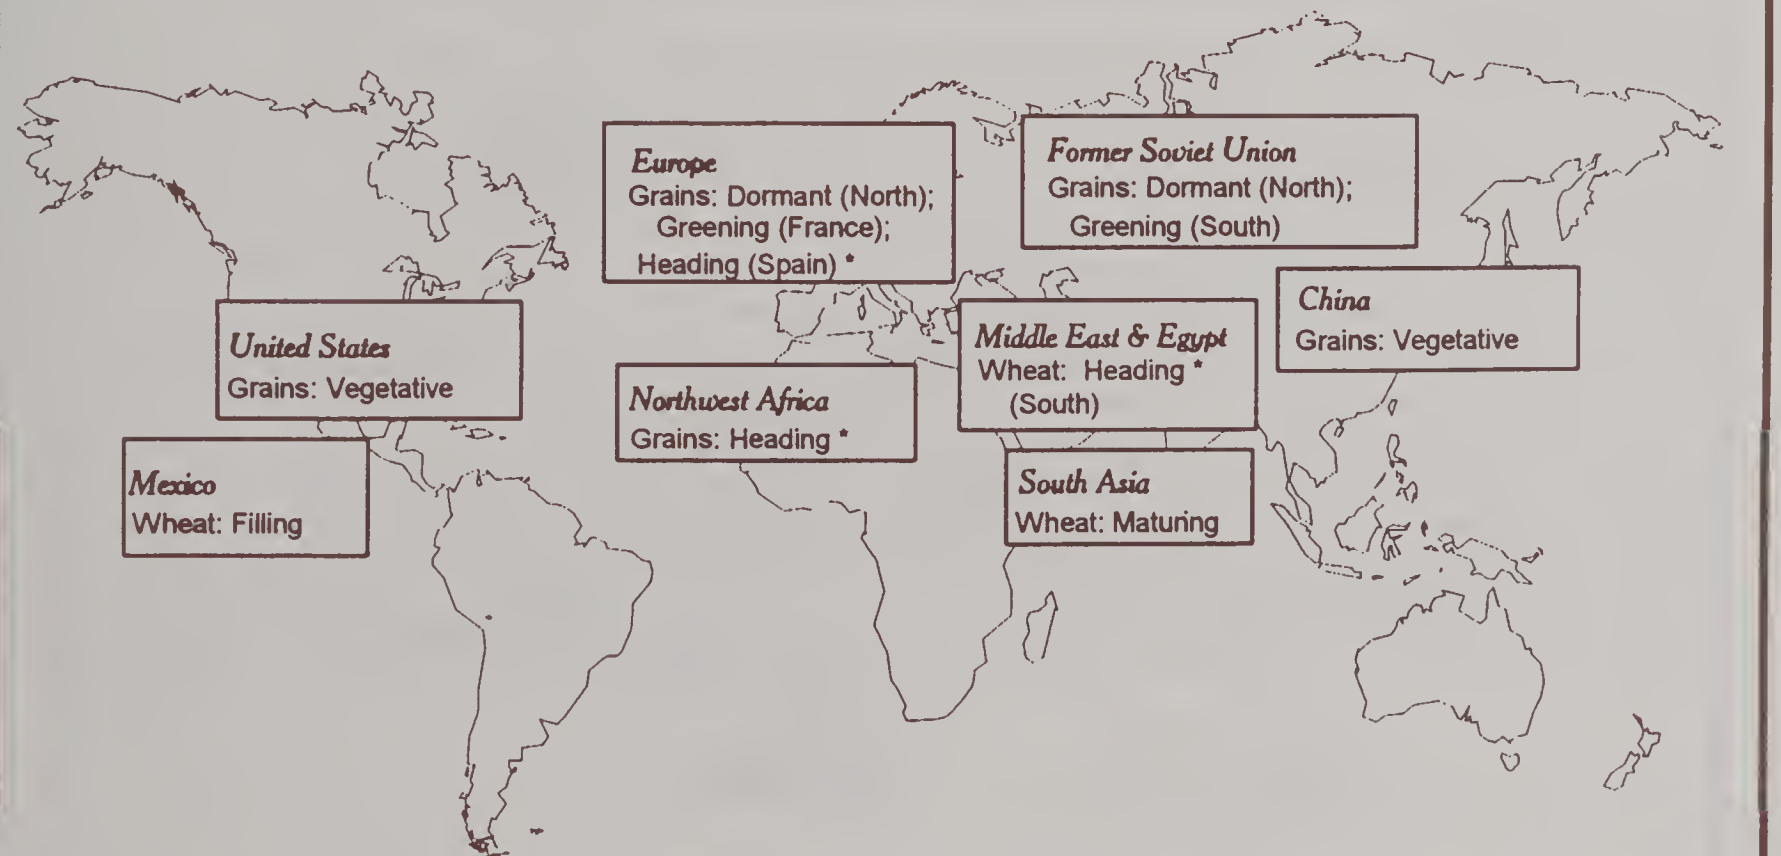 Europe
Grains: Dormant (North);
Greening (France);
Heading (Spain) *
Former Soviet Union
Grains: Dormant (North);
Greening (South)
United States
Grains: Vegetative
Middle East & Egypt
Wheat: Heading *
(South)
China
Grains: Vegetative
Northwest Africa
Grains: Heading *
Mexico
Wheat: Filling
South Asia
Wheat: Maturing